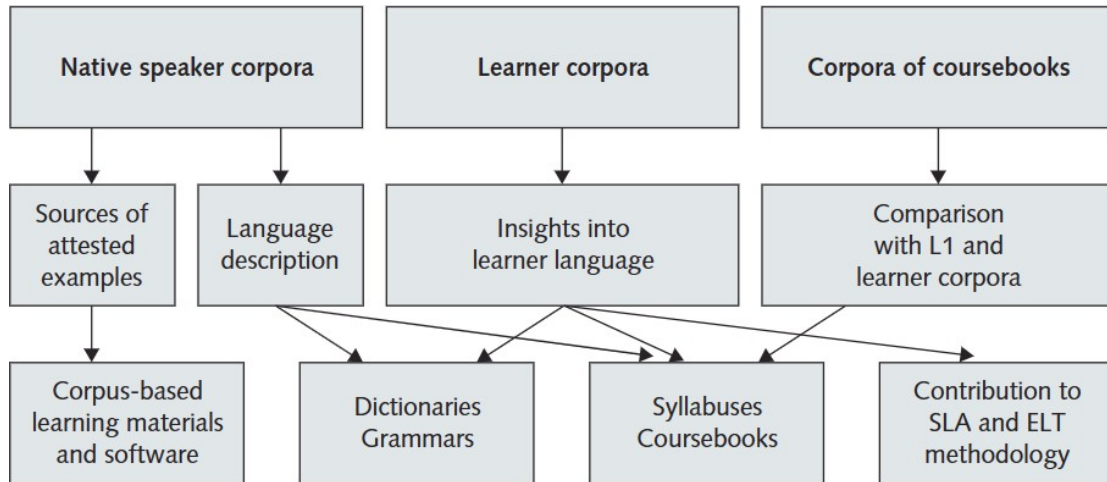 Native speaker corpora
Learner corpora
Corpora of coursebooks
Sources of
attested
examples
Language
description
Insights into
learner language
Comparison
with L1 and
learner corpora
Corpus-based
learning materials
and software
Dictionaries
Grammars
Syllabuses
Coursebooks
Contribution to
SLA and ELT
methodology